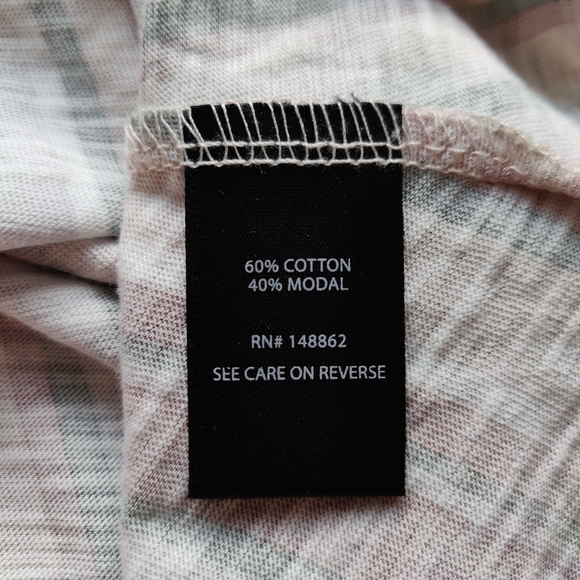 60% COTTON
40% MODAL
RN# 148862
SEE CARE ON REVERSE